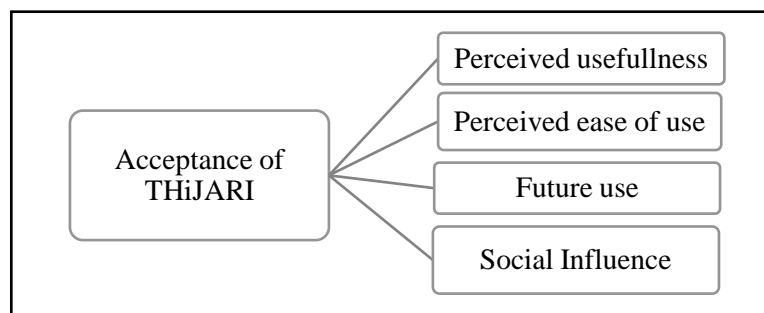 Acceptance of
THiJARI
Perceived usefullness
Perceived ease of use
Future use
Social Influence